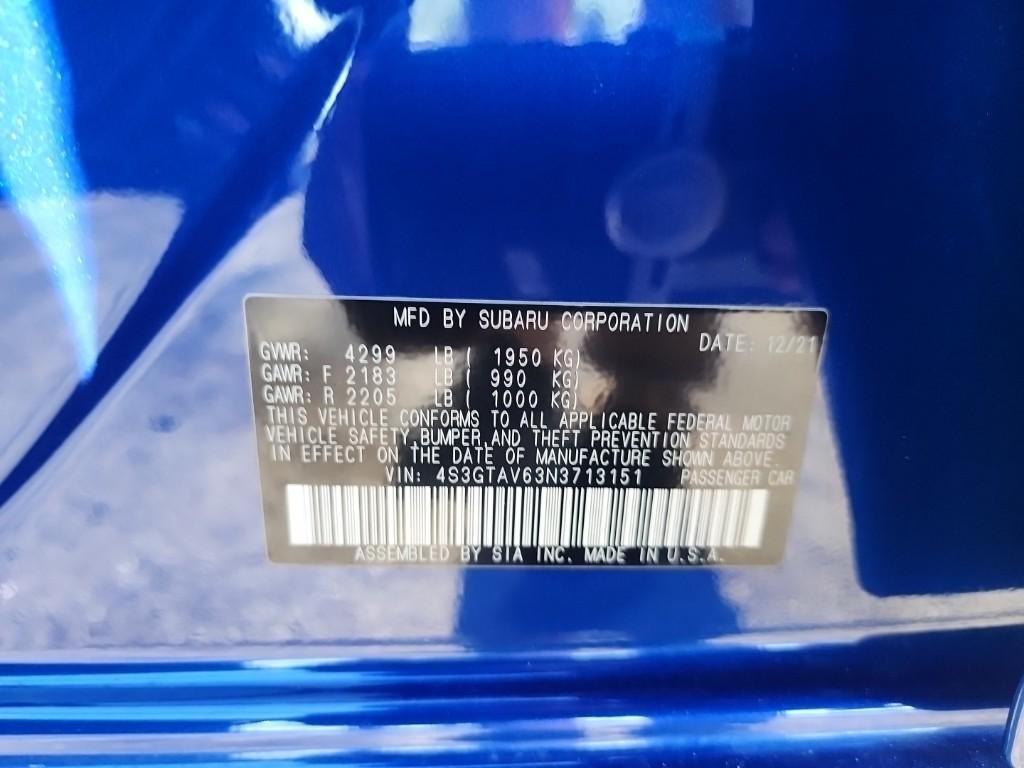 MFD BY SUBARU CORPORATION
DATE: 12/21
GVWR: 4299 LB ( 1950 KG)
GAWR: F 2183 LB ( 990 KG)
GAWR: R 2205 LB ( 1000 KG)
THIS VEHICLE CONFORMS TO ALL APPLICABLE FEDERAL MOTOR
VEHICLE SAFETY,BUMPER,AND THEFT PREVENTION STANDARDS
IN EFFECT ON THE DATE OF MANUFACTURE SHOWN ABOVE.
VIN: 4S3GTAV63N3713151 PASSENGER CAR
ASSEMBLED BY SIA INC. MADE IN U.S.A.